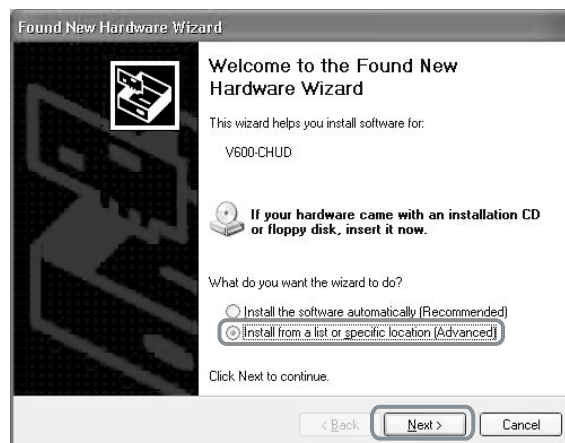 Found New Hardware Wizard
Welcome to the Found New
Hardware Wizard
This wizard helps you install software for:
V600-CHUD
If your hardware came with an installation CD
or floppy disk, insert it now.
What do you want the wizard to do?
Install the software automatically (Recommended)
Install from a list or specific location (Advanced)
Click Next to continue.
< Back Next > Cancel